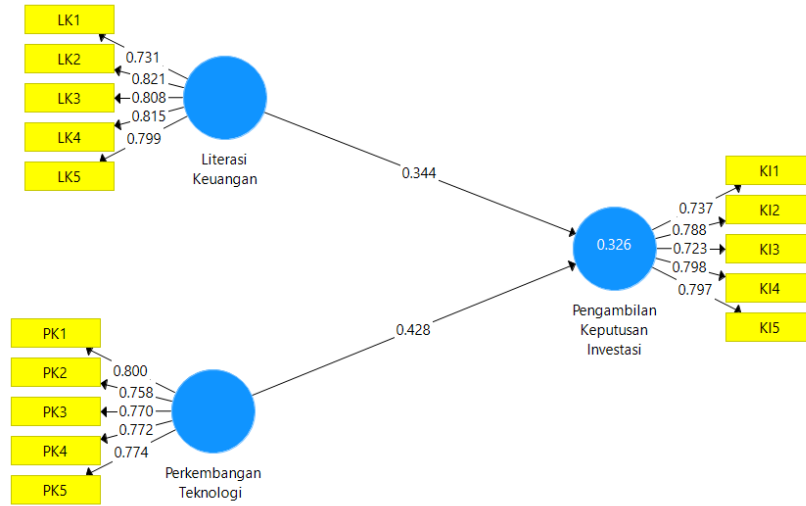 LK1
LK2
LK3
LK4
LK5
0.731
0.821
0.808
0.815
0.799
Literasi
Keuangan
0.344
PK1
PK2
PK3
PK4
PK5
0.800
0.758
0.770
0.772
0.774
Perkembangan
Teknologi
0.428
0.326
Pengambilan
Keputusan
Investasi
0.737
0.788
0.723
0.798
0.797
KI1
KI2
KI3
KI4
KI5